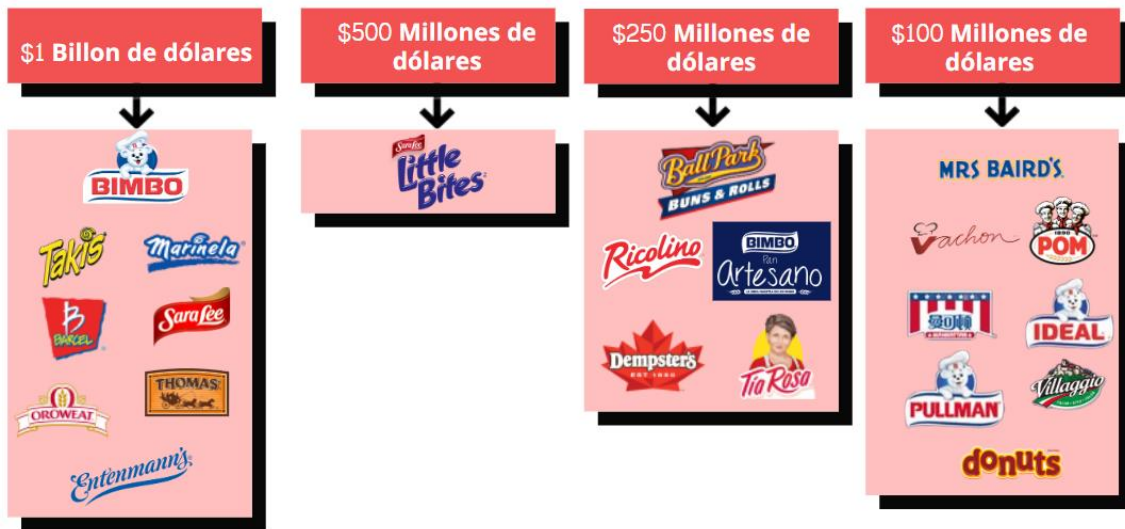 $1 Billon de dólares
$500 Millones de
dólares
$250 Millones de
dólares
$100 Millones de
dólares
BIMBO
Takis
Marinela
B
BARCEL
Sara Lee
OROWEAT
THOMAS'
Entenmann's
Sara Lee
Little
Bites
Ball Park
BUNS & ROLLS
Ricolino
BIMBO
Pan
Artesano
Dempster's
EST 1890
Tía Rosa
MRS BAIRD'S
Vachon
1890
POM
IDEAL
PULLMAN
Villaggio
donuts